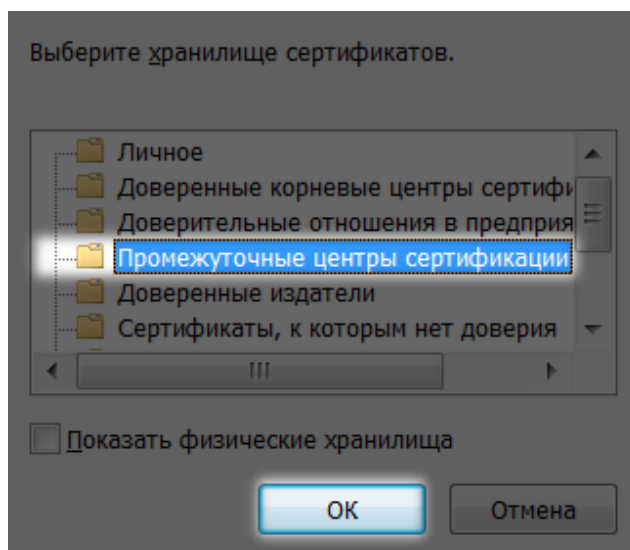 Выберите хранилище сертификатов.
Личное
Доверенные корневые центры сертифи
Доверительные отношения в предприя
Промежуточные центры сертификации
Доверенные издатели
Сертификаты, к которым нет доверия
Показать физические хранилища
ОК
Отмена